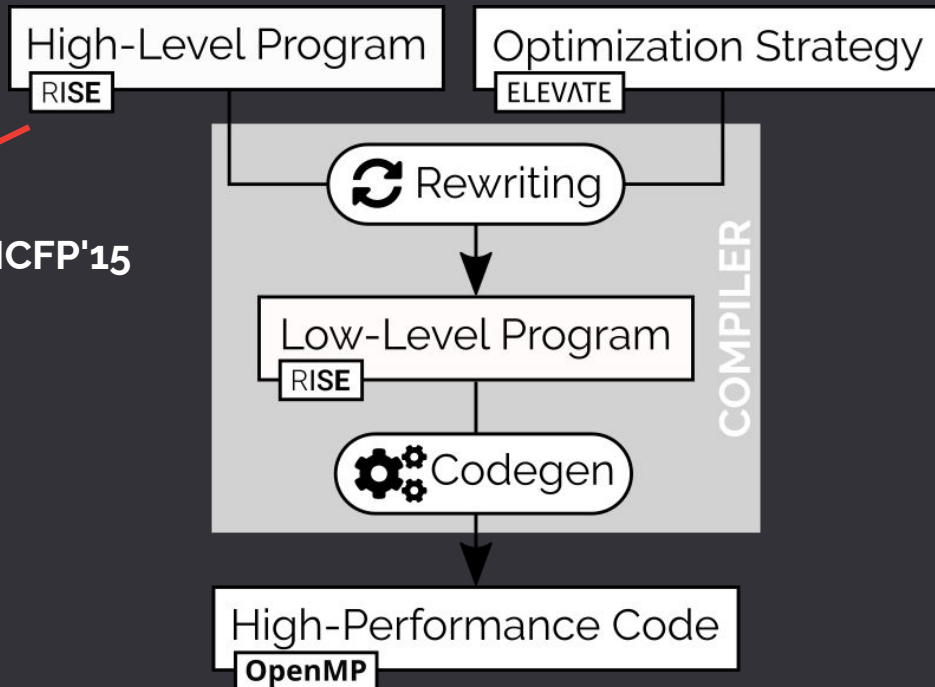 High-Level Program
RISE
Optimization Strategy
ELEVATE
Rewriting
ICFP'15
Low-Level Program
RISE
COMPILER
Codegen
High-Performance Code
OpenMP